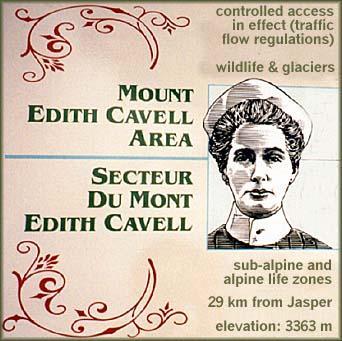 controlled access
in effect (traffic
flow regulations)
wildlife & glaciers
MOUNT
EDITH CAVELL
AREA
SECTEUR
DU MONT
EDITH CAVELL
sub-alpine and
alpine life zones
29 km from Jasper
elevation: 3363 m